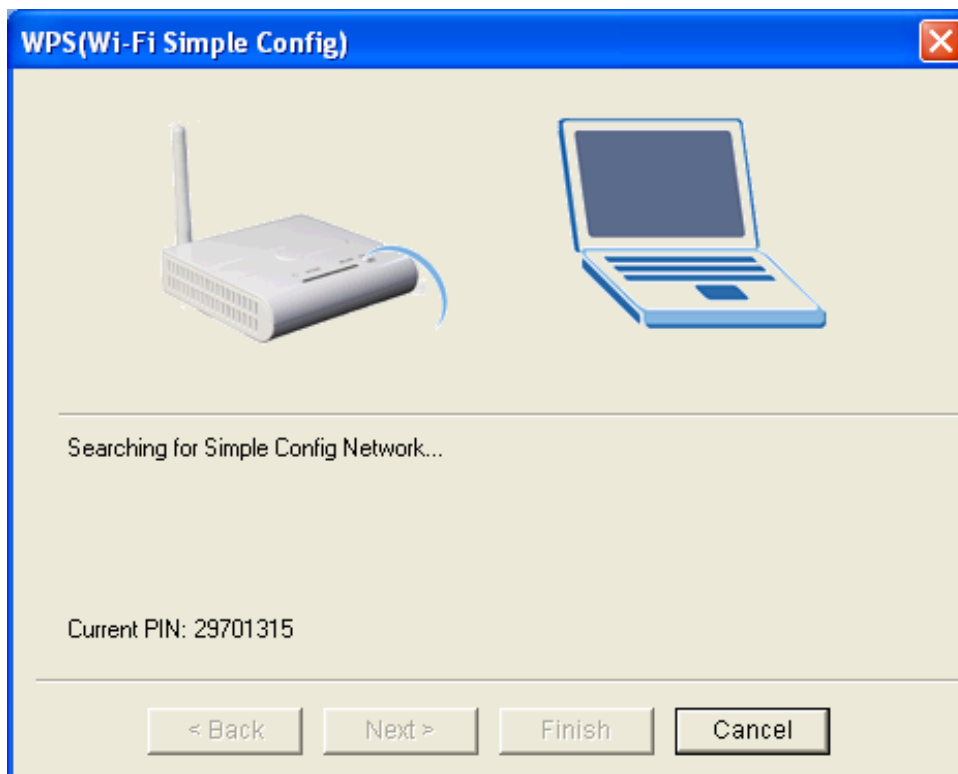 WPS(Wi-Fi Simple Config)
Searching for Simple Config Network...
Current PIN: 29701315
< Back
Next >
Finish
Cancel